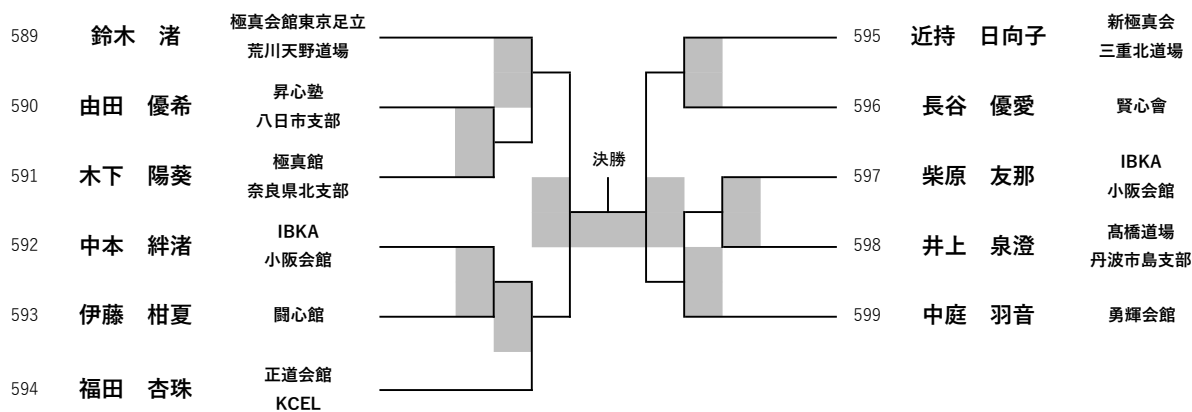 589 鈴木 渚 極真会館東京足立
荒川天野道場
590 由田 優希 昇心塾
八日市支部
591 木下 陽葵 極真館
奈良県北支部
592 中本 絆渚 IBKA
小阪会館
593 伊藤 柑夏 闘心館
594 福田 杏珠 正道会館
KCEL
決勝
595 近持 日向子 新極真会
三重北道場
596 長谷 優愛 賢心會
597 柴原 友那 IBKA
小阪会館
598 井上 泉澄 髙橋道場
丹波市島支部
599 中庭 羽音 勇輝会館